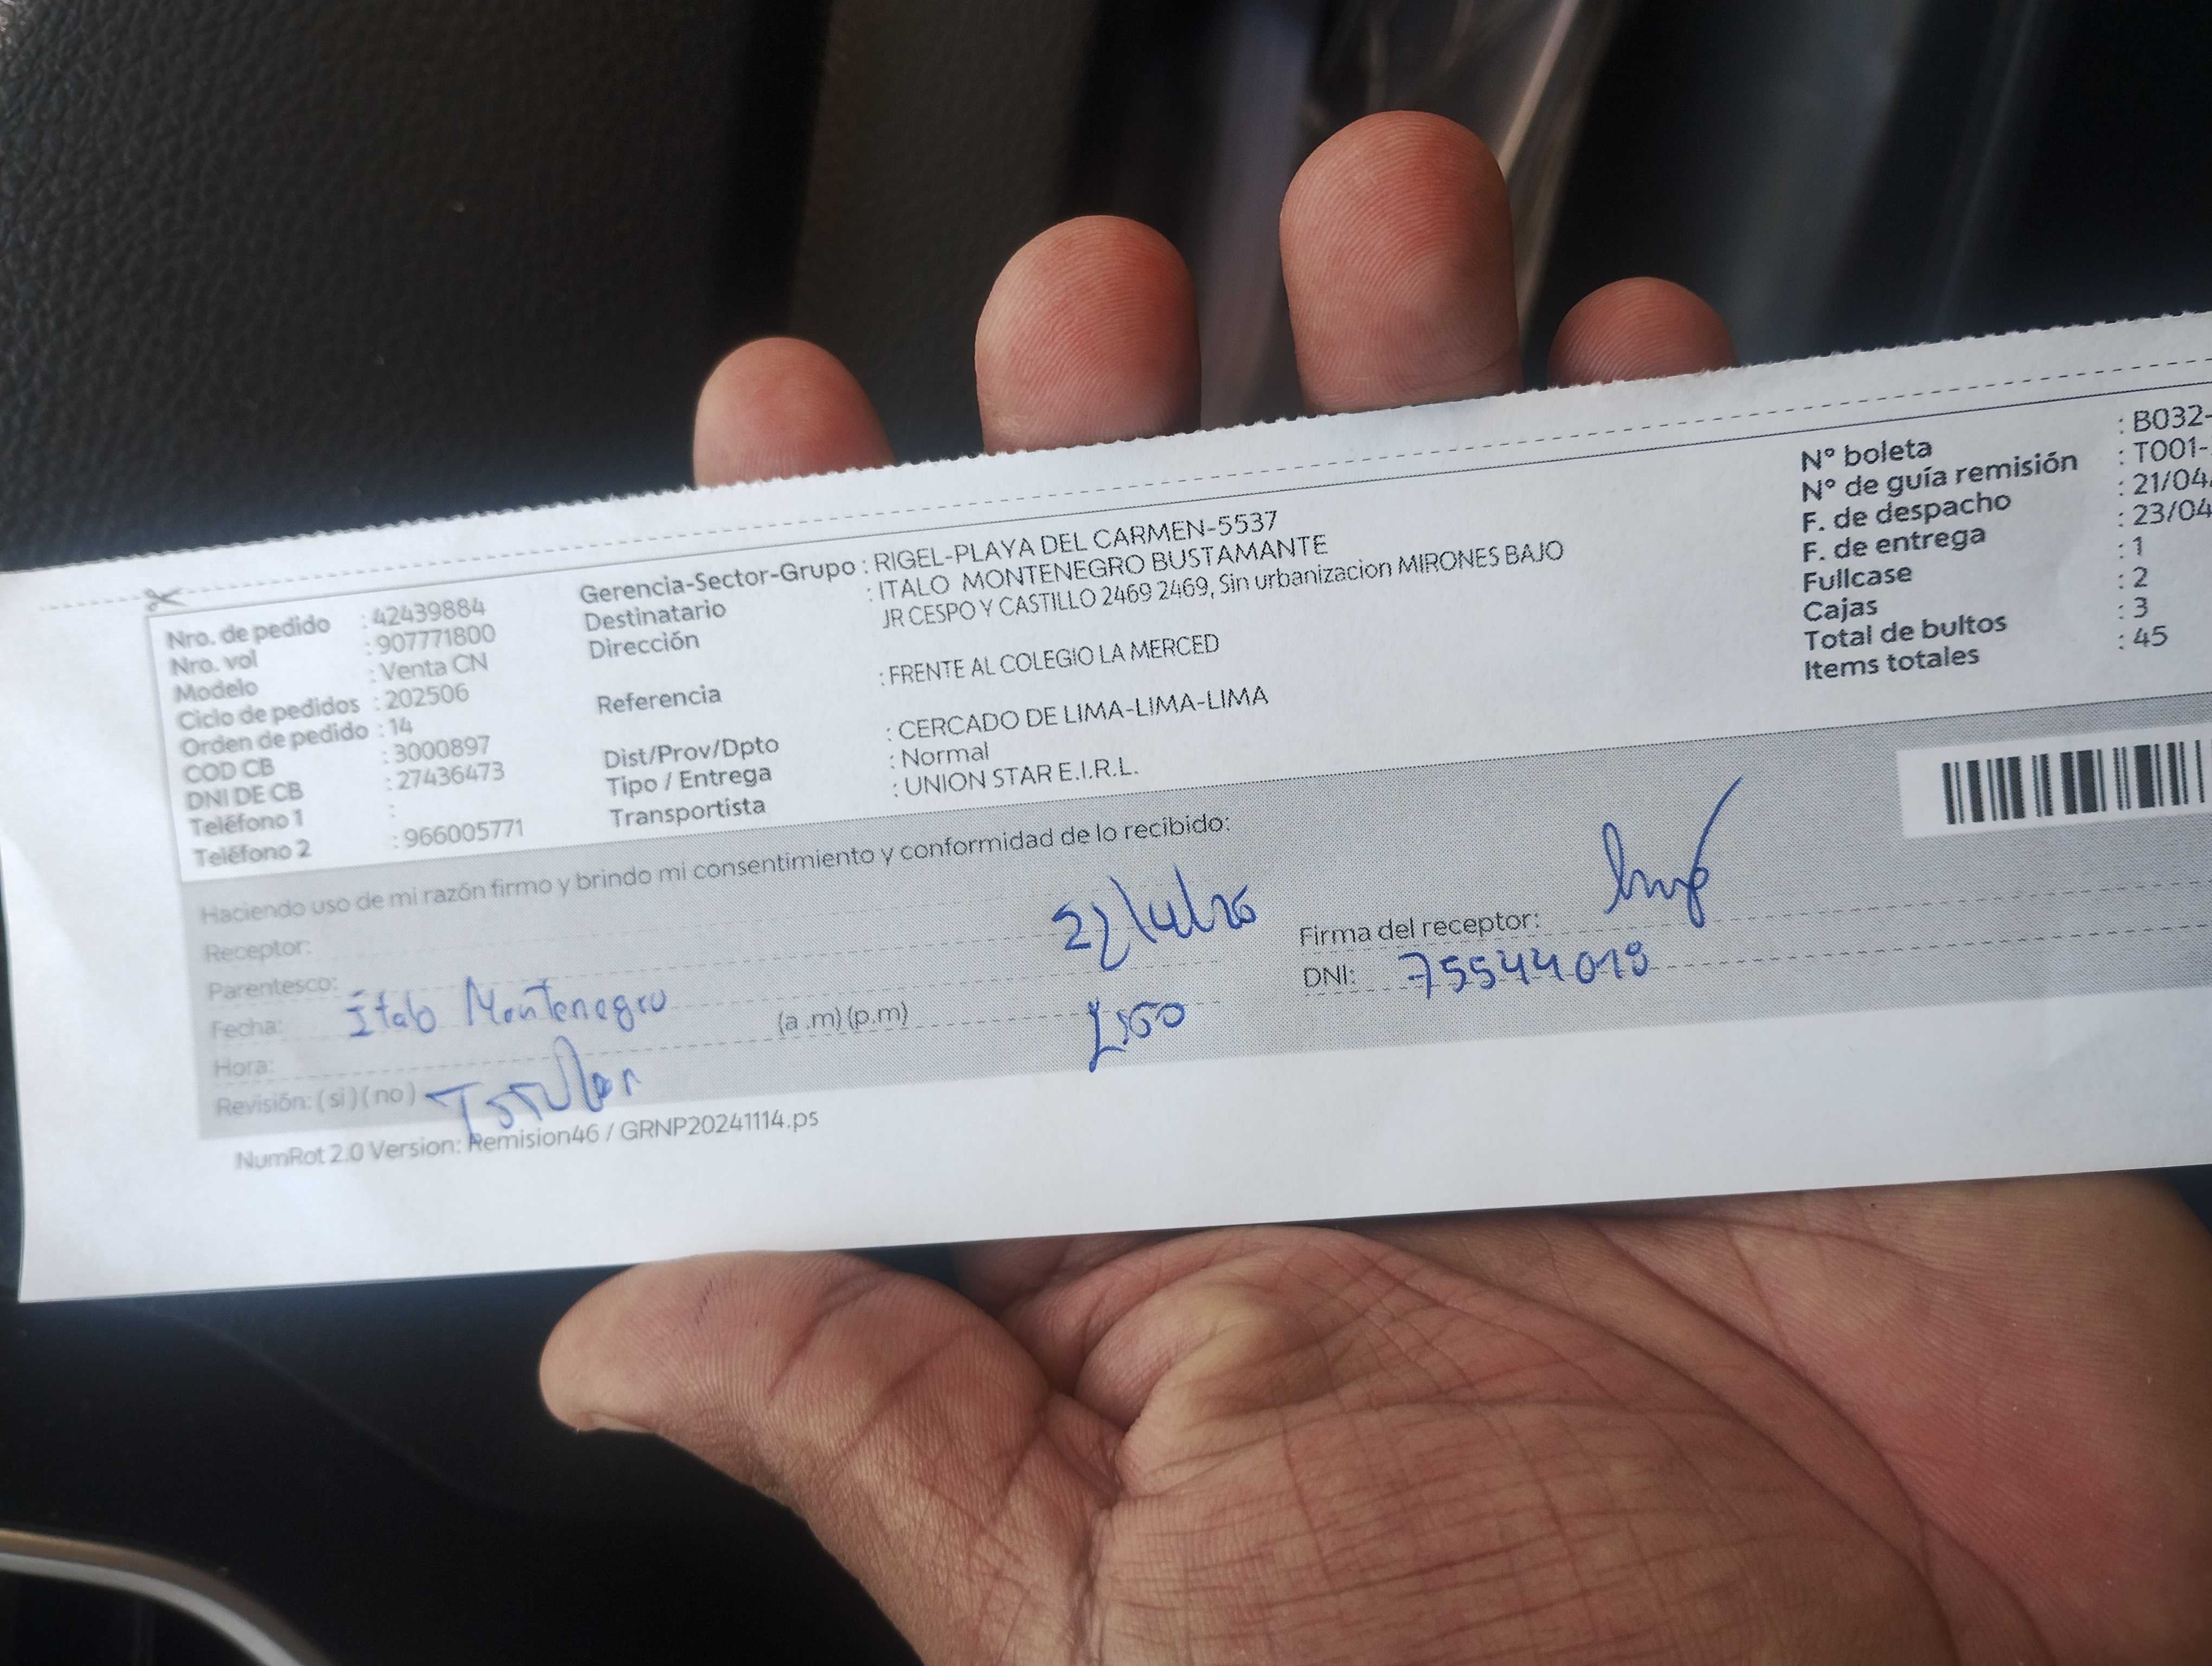 Nro. de pedido : 42439884
Nro. vol : 907771800
Modelo : Venta CN
Ciclo de pedidos : 202506
Orden de pedido : 14
COD CB : 3000897
DNI DE CB : 27436473
Teléfono 1 :
Teléfono 2 : 966005771
Gerencia-Sector-Grupo : RIGEL-PLAYA DEL CARMEN-5537
Destinatario : ITALO MONTENEGRO BUSTAMANTE
Dirección JR CESPO Y CASTILLO 2469 2469, Sin urbanizacion MIRONES BAJO
Referencia : FRENTE AL COLEGIO LA MERCED
Dist/Prov/Dpto : CERCADO DE LIMA-LIMA-LIMA
Tipo / Entrega : Normal
Transportista : UNION STAR E.I.R.L.
N° boleta : B032-
N° de guía remisión : T001-
F. de despacho : 21/04
F. de entrega : 23/04
Fullcase : 1
Cajas : 2
Total de bultos : 3
Items totales : 45
Haciendo uso de mi razón firmo y brindo mi consentimiento y conformidad de lo recibido:
Receptor:
Parentesco:
Fecha: Italo Montenegro
Hora: (a .m) (p.m)
Revisión: ( si ) ( no )
Firma del receptor:
DNI: 75544018
NumRot 2.0 Version: Remision46 / GRNP20241114.ps